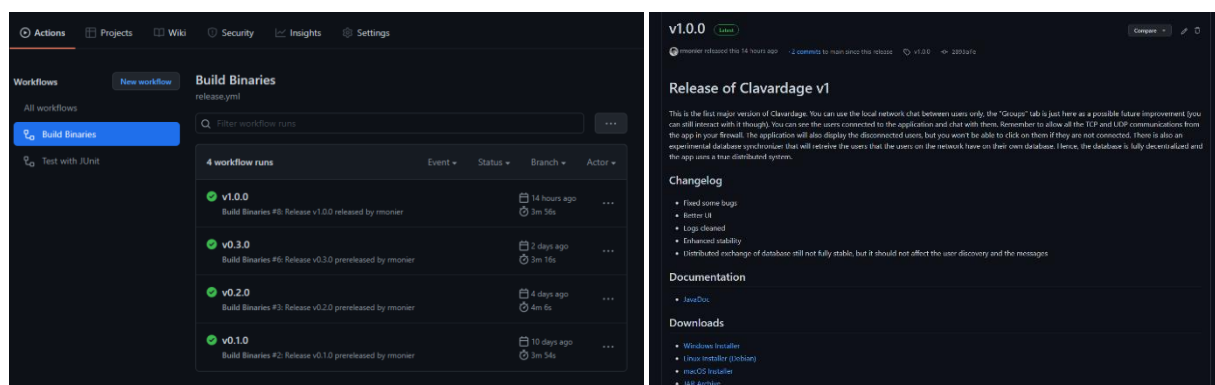 Actions
Projects
Wiki
Security
Insights
Settings
Workflows
New workflow
All workflows
Build Binaries
Test with JUnit
Build Binaries
release.yml
Filter workflow runs
4 workflow runs
Event
Status
Branch
Actor
v1.0.0
14 hours ago
Build Binaries #8: Release v1.0.0 released by rmonier
3m 56s
v0.3.0
2 days ago
Build Binaries #6: Release v0.3.0 prereleased by rmonier
3m 16s
v0.2.0
4 days ago
Build Binaries #3: Release v0.2.0 prereleased by rmonier
4m 6s
v0.1.0
10 days ago
Build Binaries #2: Release v0.1.0 prereleased by rmonier
3m 54s
v1.0.0
Latest
Compare
rmonier released this 14 hours ago
2 commits to main since this release
v1.0.0
Release of Clavardage v1
This is the first major version of Clavardage. You can use the local network chat between users only, the "Groups" tab is just here as a possible future improvement (you
can still interact with it though). You can see the users connected to the application and chat with them. Remember to allow all the TCP and UDP communications from
the app in your firewall. The application will also display the disconnected users, but you won't be able to click on them if they are not connected. There is also an
experimental database synchronizer that will retreive the users that the users on the network have on their own database. Hence, the database is fully decentralized and
the app uses a true distributed system.
Changelog
Fixed some bugs
Better UI
Logs cleaned
Enhanced stability
Distributed exchange of database still not fully stable, but it should not affect the user discovery and the messages
Documentation
JavaDoc
Downloads
Windows Installer
Linux Installer (Debian)
macOS Installer
JAR Archive